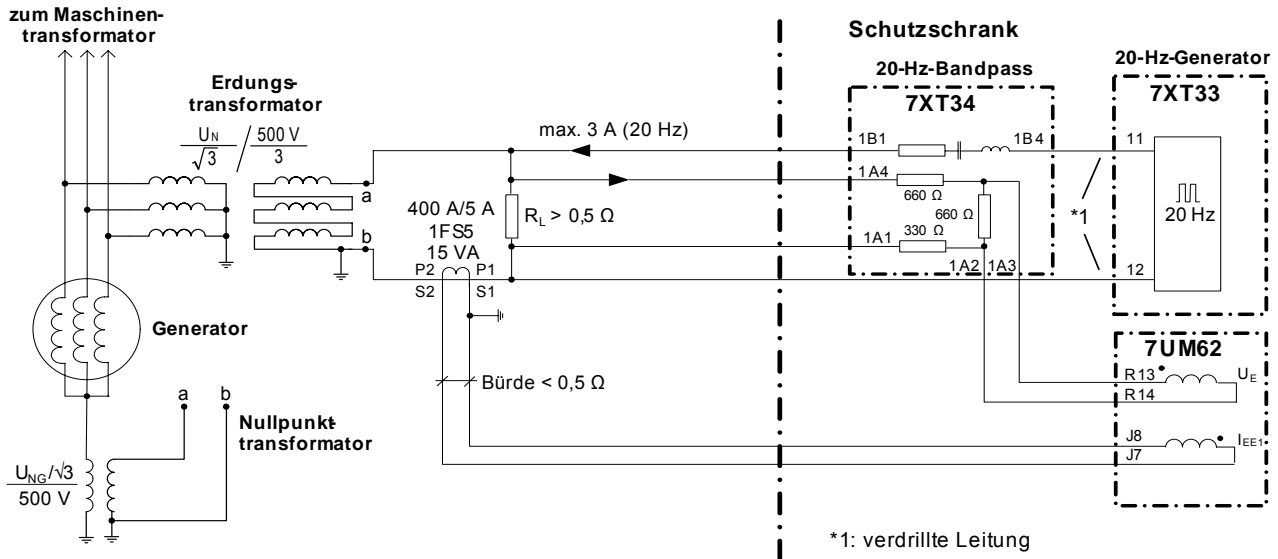 zum Maschinen-
transformator
Erdungs-
transformator
U_N
√3
/
500 V
3
a
b
Generator
a
b
Nullpunkt-
transformator
U_NG/√3
500 V
max. 3 A (20 Hz)
400 A/5 A
1FS5
15 VA
P2 P1
S2 S1
R_L > 0,5 Ω
Bürde < 0,5 Ω
Schutzschrank
20-Hz-Bandpass
7XT34
1B1
1B4
1A4
660 Ω
660 Ω
330 Ω
1A1
1A2 1A3
*1
20-Hz-Generator
7XT33
11
20 Hz
12
7UM62
R13
R14
U_E
J8
J7
I_EE1
*1: verdrillte Leitung